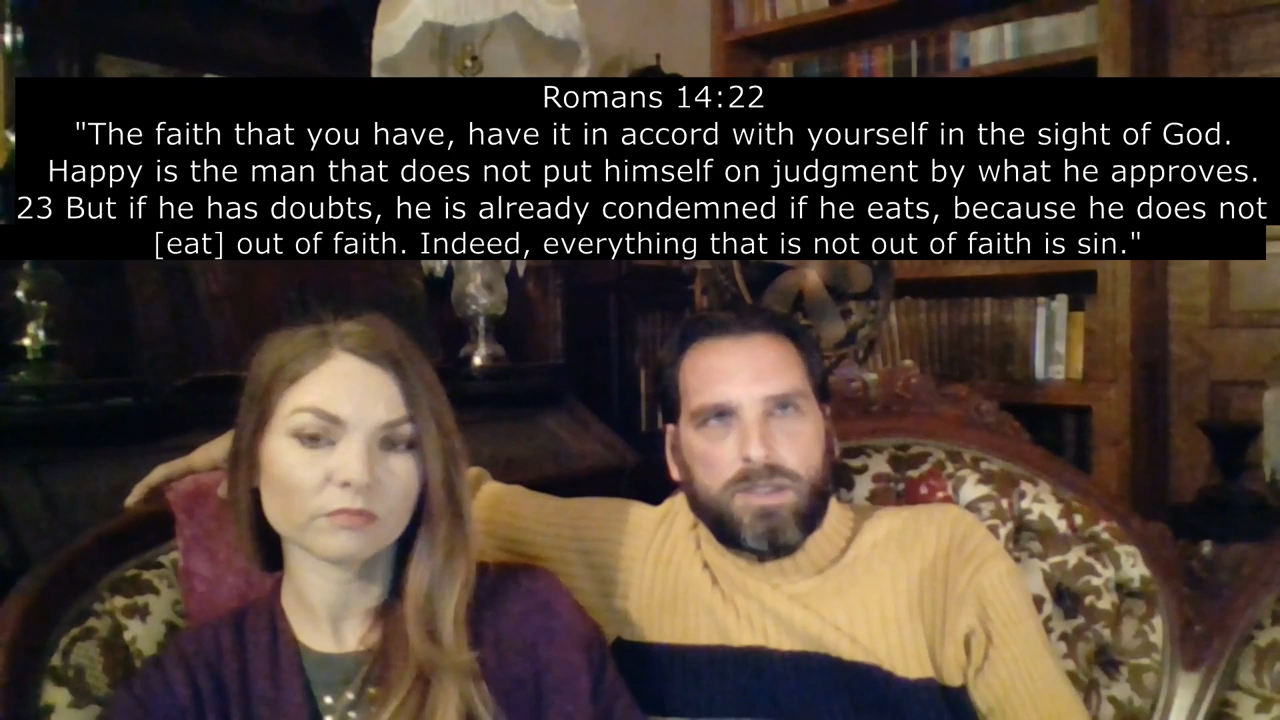 Romans 14:22
"The faith that you have, have it in accord with yourself in the sight of God.
Happy is the man that does not put himself on judgment by what he approves.
23 But if he has doubts, he is already condemned if he eats, because he does not
[eat] out of faith. Indeed, everything that is not out of faith is sin."